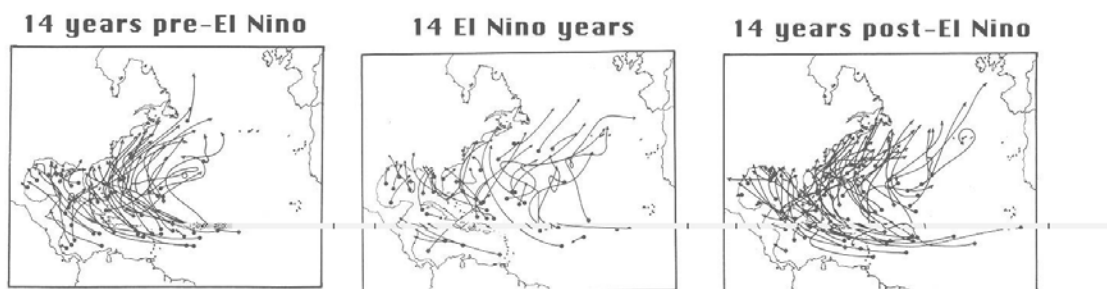 14 years pre-El Nino
14 El Nino years
14 years post-El Nino